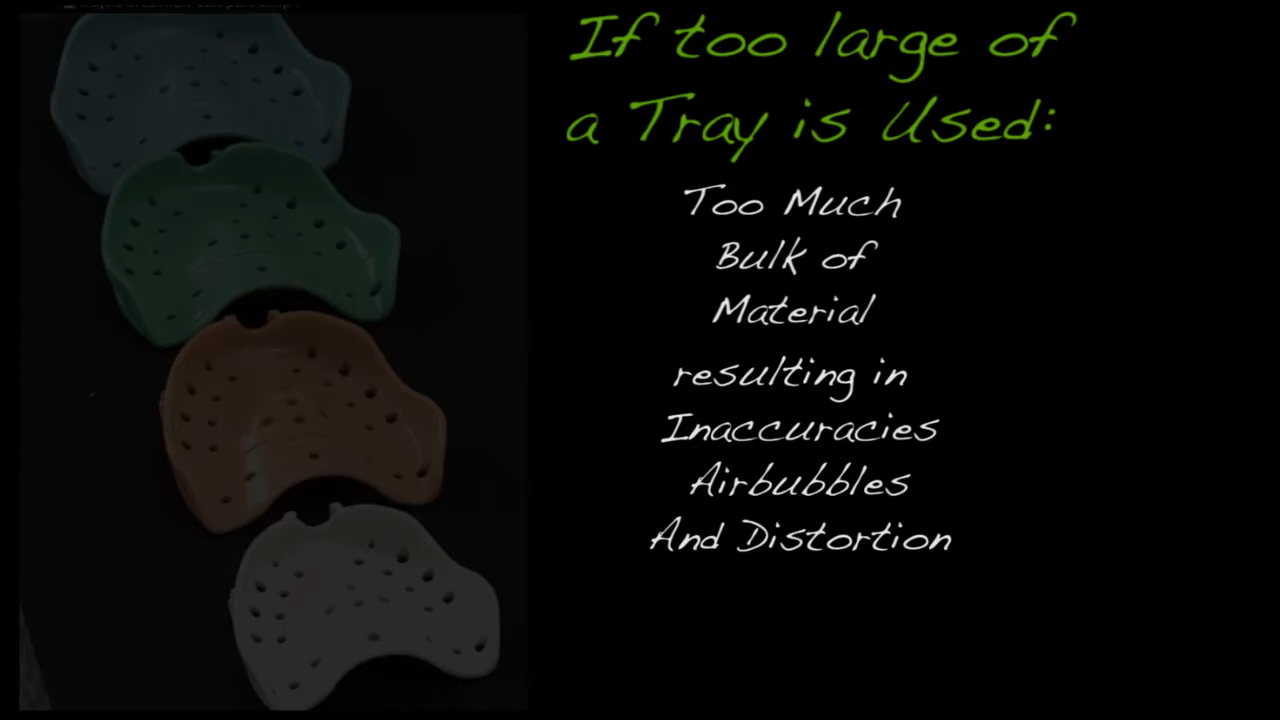 If too large of
a Tray is Used:
Too Much
Bulk of
Material
resulting in
Inaccuracies
Airbubbles
And Distortion